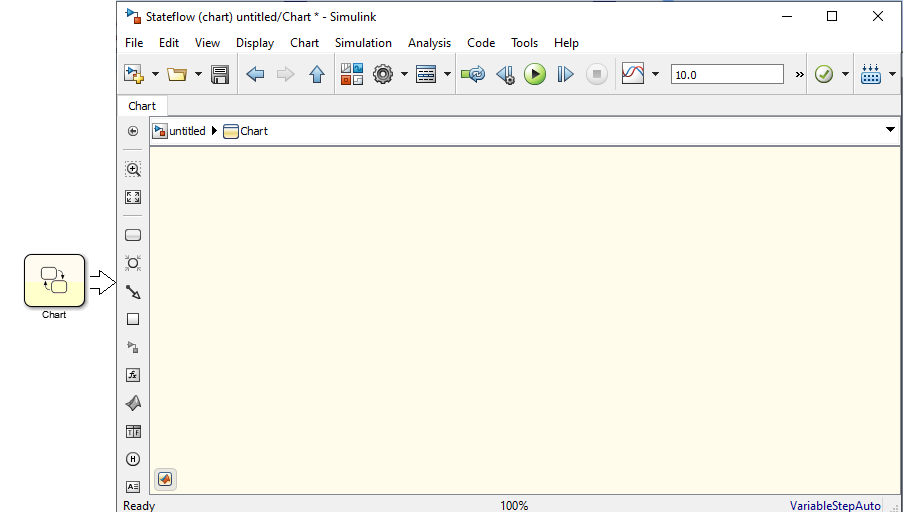 Stateflow (chart) untitled/Chart * - Simulink
File Edit View Display Chart Simulation Analysis Code Tools Help
10.0 »
Chart
untitled Chart
Chart
fx
T F
H
A
Ready 100% VariableStepAuto